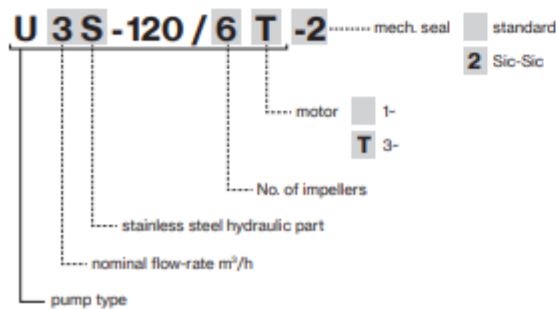 U 3 S - 120 / 6 T -2 mech. seal standard
2 Sic-Sic
motor 1~
T 3~
No. of impellers
stainless steel hydraulic part
nominal flow-rate m³/h
pump type